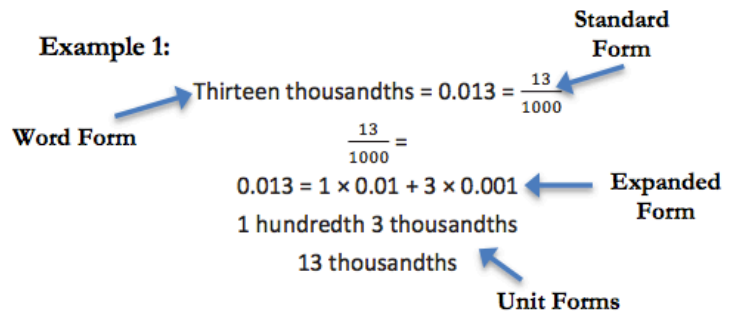 Standard
Form
Example 1:
Thirteen thousandths = 0.013 = 13/1000
Word Form
13/1000 =
0.013 = 1 × 0.01 + 3 × 0.001
Expanded
Form
1 hundredth 3 thousandths
13 thousandths
Unit Forms